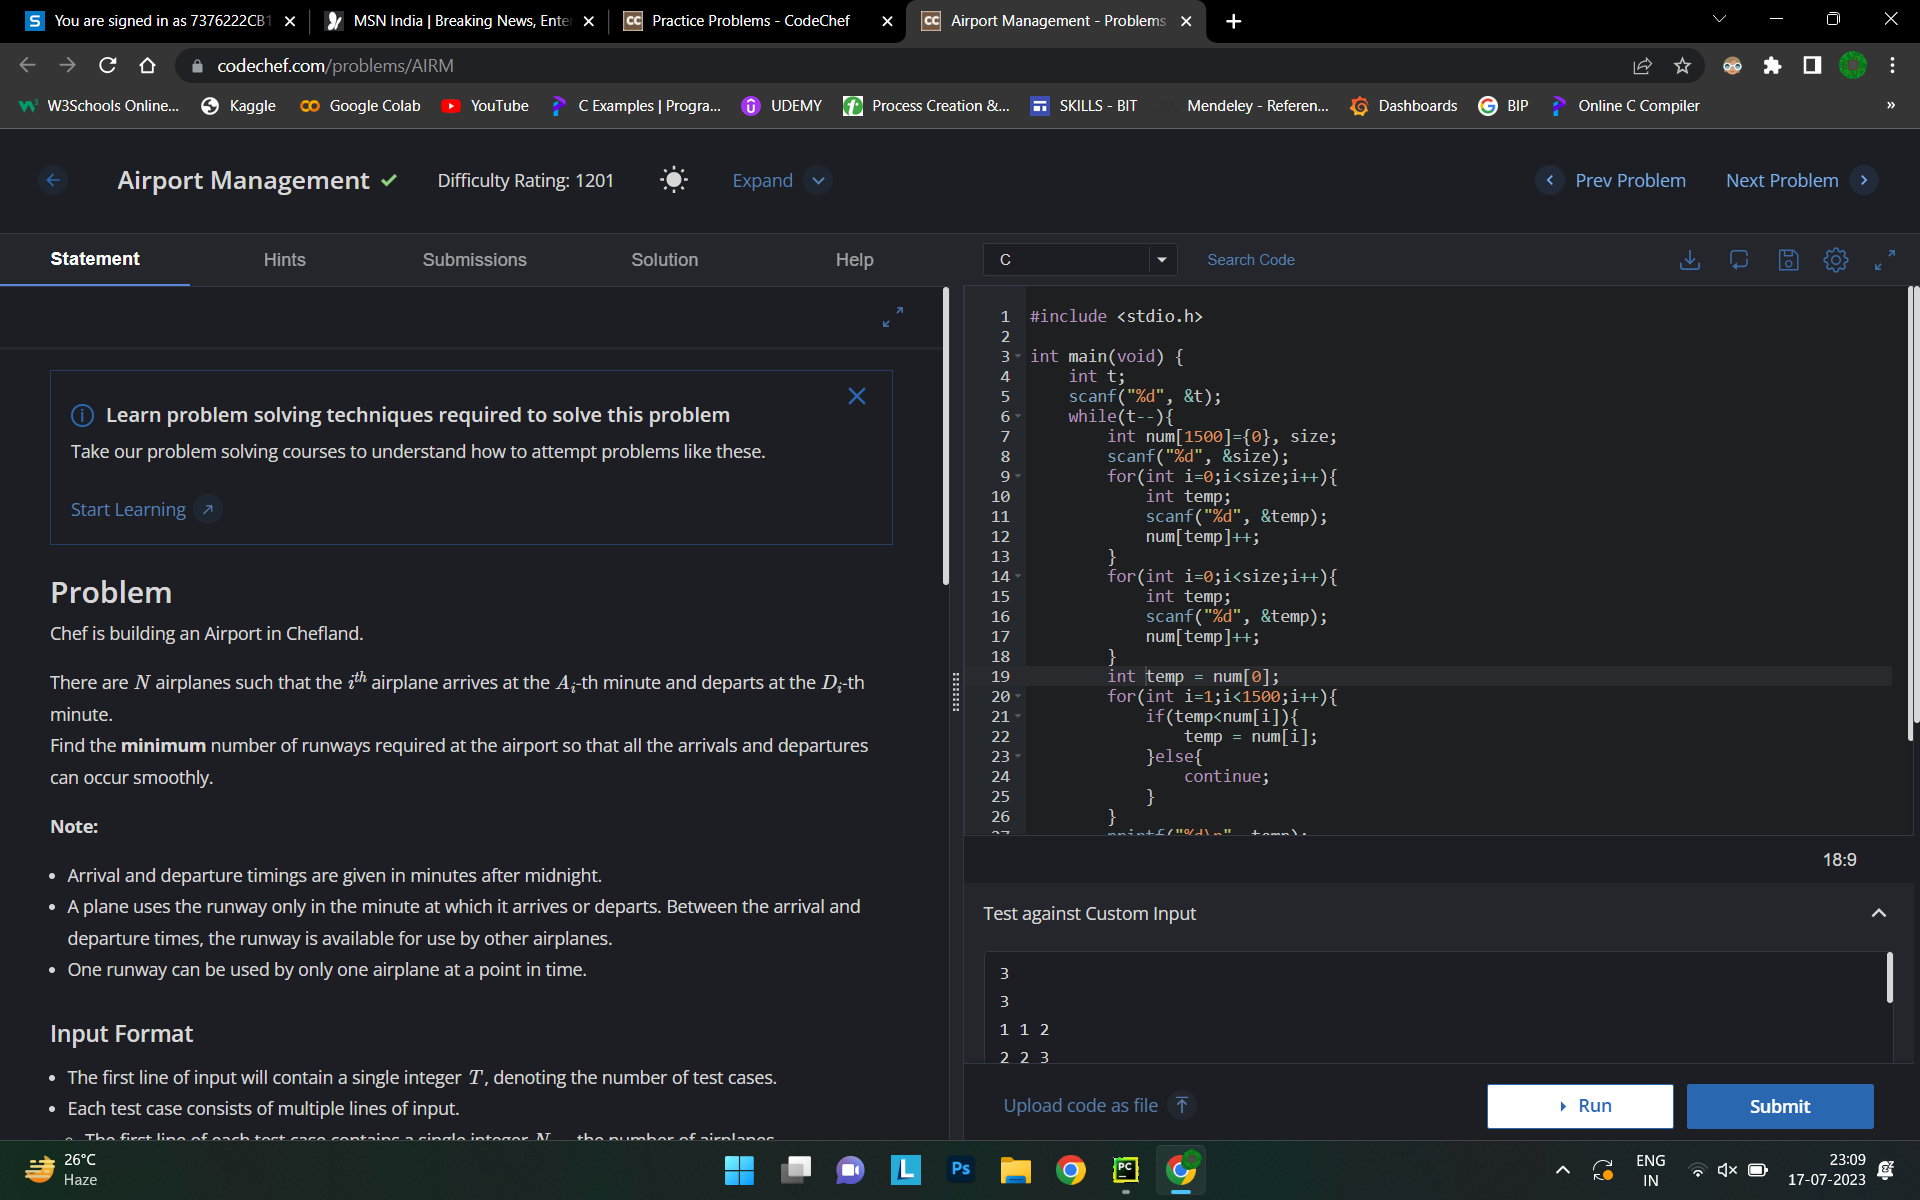 You are signed in as 7376222CB1
MSN India | Breaking News, Ente
Practice Problems - CodeChef
Airport Management - Problems
codechef.com/problems/AIRM
W3Schools Online...
Kaggle
Google Colab
YouTube
C Examples | Progra...
UDEMY
Process Creation &...
SKILLS - BIT
Mendeley - Referen...
Dashboards
BIP
Online C Compiler
»
Airport Management
Difficulty Rating: 1201
Expand
Prev Problem
Next Problem
Statement
Hints
Submissions
Solution
Help
Learn problem solving techniques required to solve this problem
Take our problem solving courses to understand how to attempt problems like these.
Start Learning
Problem
Chef is building an Airport in Chefland.
There are N airplanes such that the i^th airplane arrives at the A_i-th minute and departs at the D_i-th
minute.
Find the minimum number of runways required at the airport so that all the arrivals and departures
can occur smoothly.
Note:
• Arrival and departure timings are given in minutes after midnight.
• A plane uses the runway only in the minute at which it arrives or departs. Between the arrival and
departure times, the runway is available for use by other airplanes.
• One runway can be used by only one airplane at a point in time.
Input Format
• The first line of input will contain a single integer T, denoting the number of test cases.
• Each test case consists of multiple lines of input.
The first line of each test case contains a single integer N — the number of airplanes.
C
Search Code
1 #include <stdio.h>
2
3 int main(void) {
4 int t;
5 scanf("%d", &t);
6 while(t--){
7 int num[1500]={0}, size;
8 scanf("%d", &size);
9 for(int i=0;i<size;i++){
10 int temp;
11 scanf("%d", &temp);
12 num[temp]++;
13 }
14 for(int i=0;i<size;i++){
15 int temp;
16 scanf("%d", &temp);
17 num[temp]++;
18 }
19 int temp = num[0];
20 for(int i=1;i<1500;i++){
21 if(temp<num[i]){
22 temp = num[i];
23 }else{
24 continue;
25 }
26 }
27 printf("%d\n", temp);
18:9
Test against Custom Input
3
3
1 1 2
2 2 3
Upload code as file
Run
Submit
26°C
Haze
ENG
IN
23:09
17-07-2023